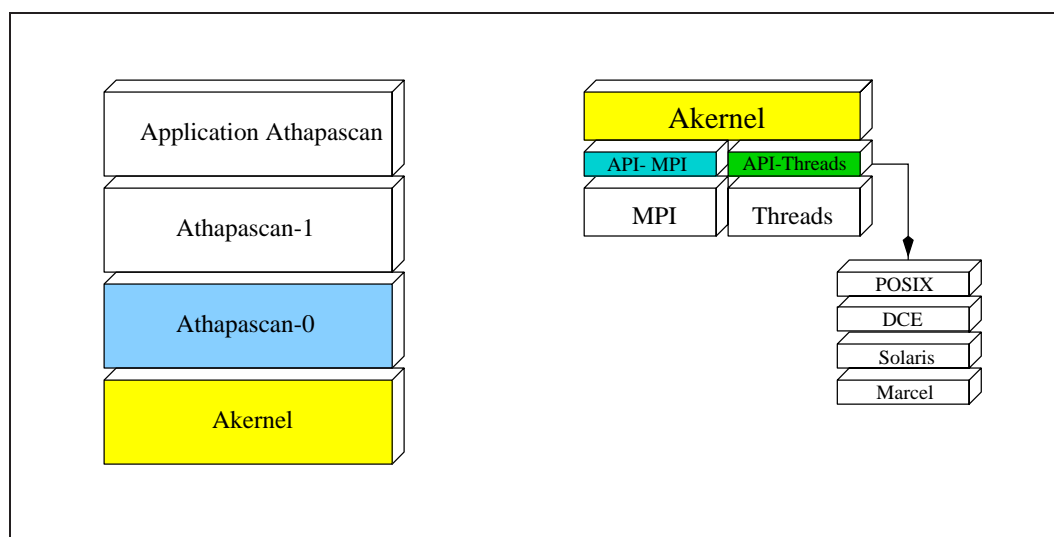 Application Athapascan
Athapascan-1
Athapascan-0
Akernel
Akernel
API- MPI
API-Threads
MPI
Threads
POSIX
DCE
Solaris
Marcel